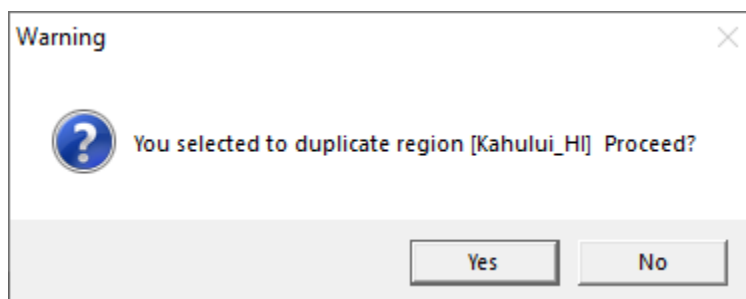 Warning
You selected to duplicate region [Kahului_HI]  Proceed?
Yes
No